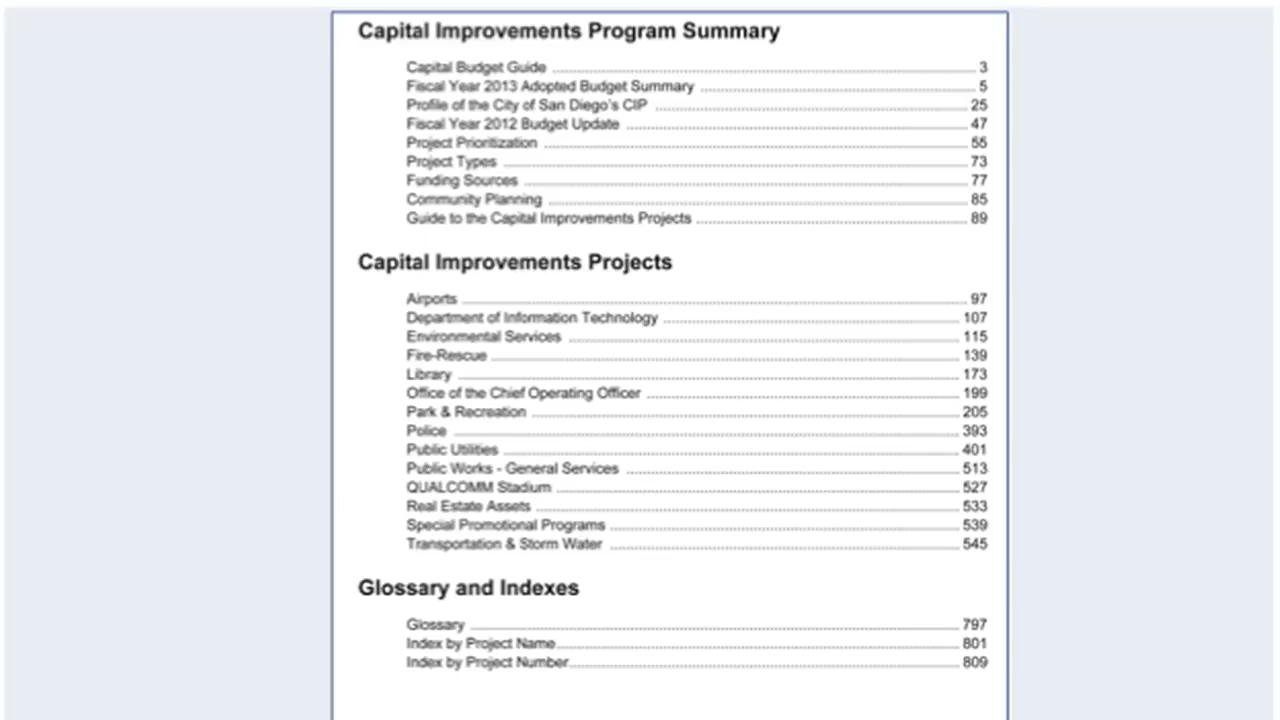 Capital Improvements Program Summary
Capital Budget Guide 3
Fiscal Year 2013 Adopted Budget Summary 5
Profile of the City of San Diego's CIP 25
Fiscal Year 2012 Budget Update 47
Project Prioritization 55
Project Types 73
Funding Sources 77
Community Planning 85
Guide to the Capital Improvements Projects 89
Capital Improvements Projects
Airports 97
Department of Information Technology 107
Environmental Services 115
Fire-Rescue 139
Library 173
Office of the Chief Operating Officer 199
Park & Recreation 205
Police 393
Public Utilities 401
Public Works - General Services 513
QUALCOMM Stadium 527
Real Estate Assets 533
Special Promotional Programs 539
Transportation & Storm Water 545
Glossary and Indexes
Glossary 797
Index by Project Name 801
Index by Project Number 809